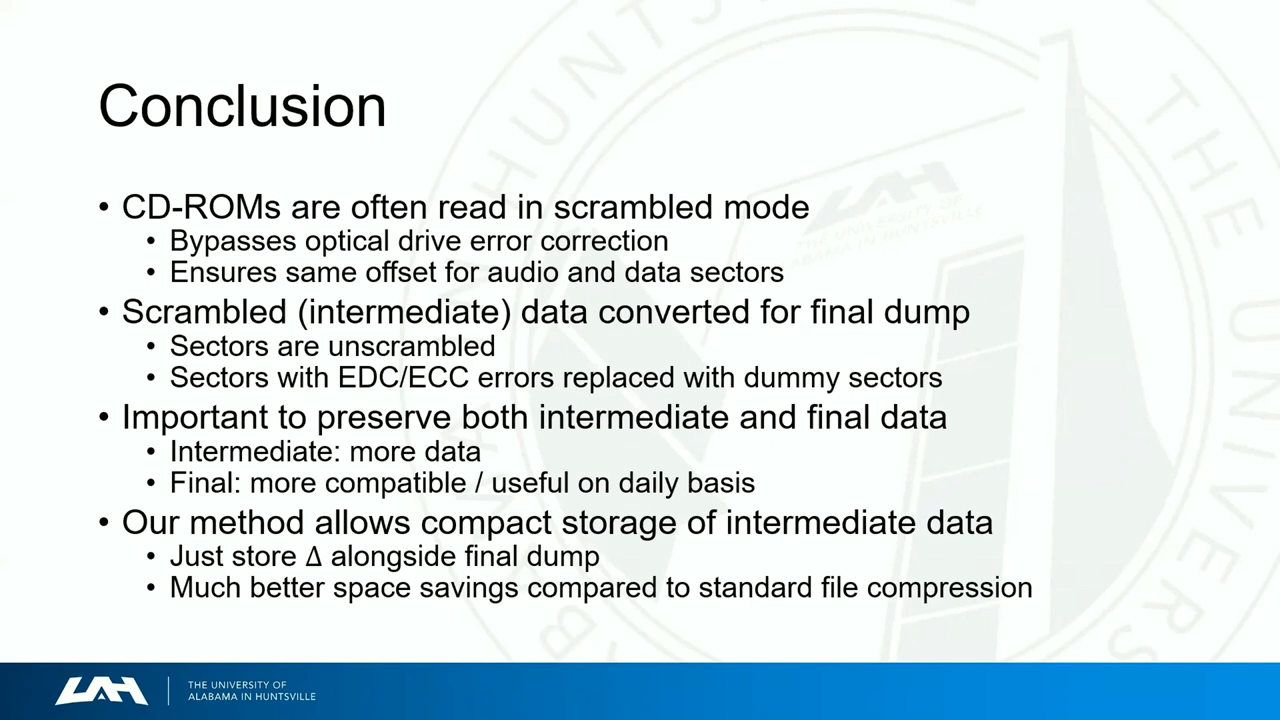 Conclusion
• CD-ROMs are often read in scrambled mode
• Bypasses optical drive error correction
• Ensures same offset for audio and data sectors
• Scrambled (intermediate) data converted for final dump
• Sectors are unscrambled
• Sectors with EDC/ECC errors replaced with dummy sectors
• Important to preserve both intermediate and final data
• Intermediate: more data
• Final: more compatible / useful on daily basis
• Our method allows compact storage of intermediate data
• Just store Δ alongside final dump
• Much better space savings compared to standard file compression
UAH
THE UNIVERSITY OF
ALABAMA IN HUNTSVILLE